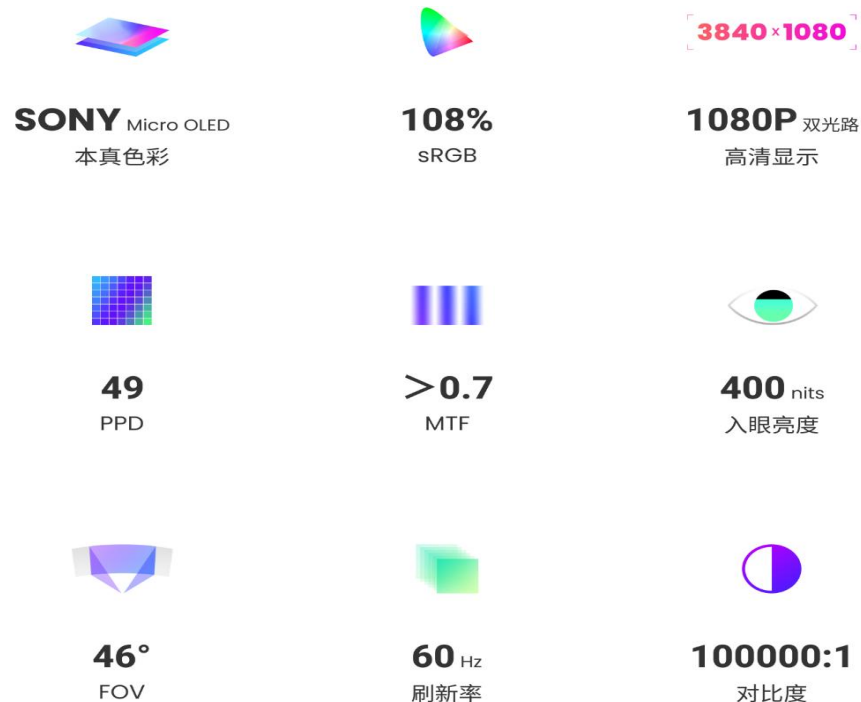 3840×1080
SONY Micro OLED
本真色彩
108%
sRGB
1080P 双光路
高清显示
49
PPD
>0.7
MTF
400 nits
入眼亮度
46°
FOV
60 Hz
刷新率
100000:1
对比度